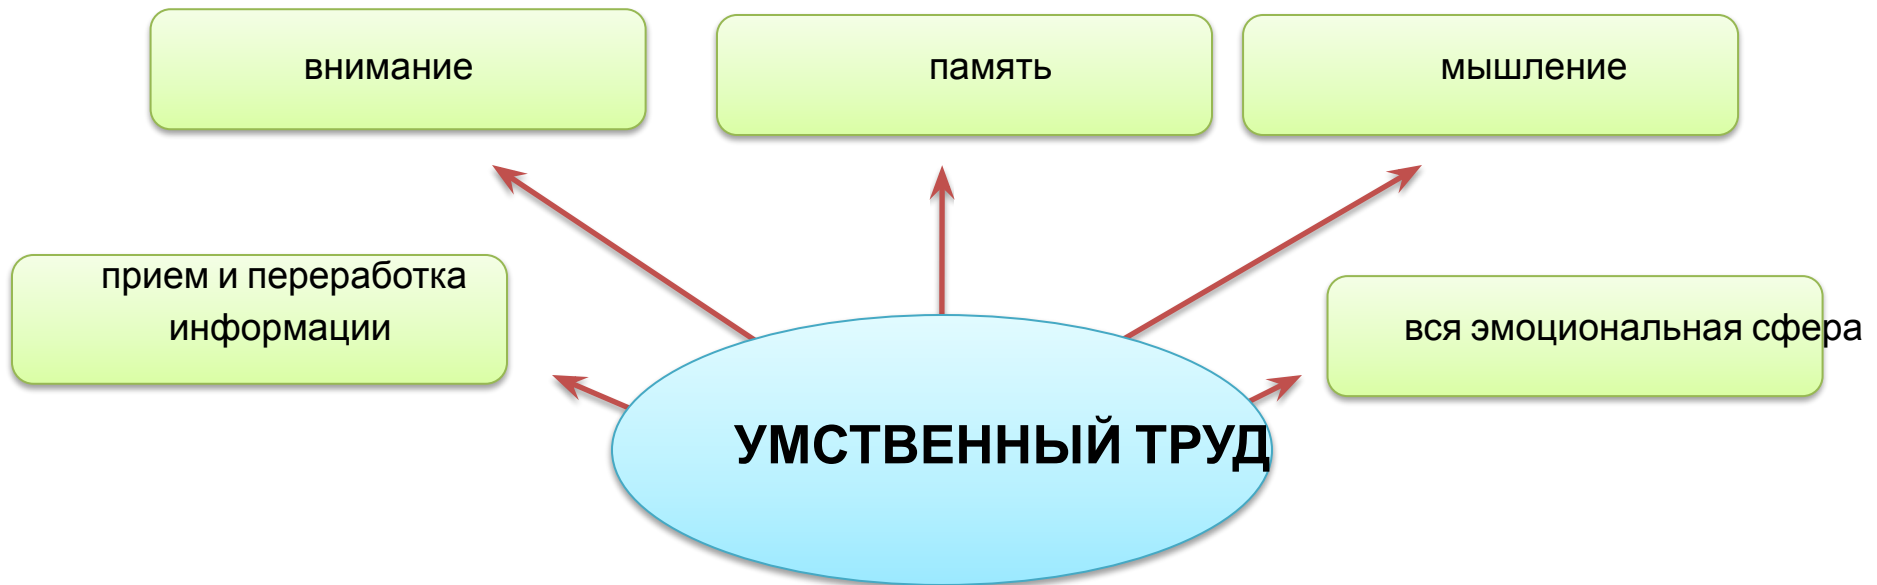 внимание
память
мышление
прием и переработка
информации
вся эмоциональная сфера
УМСТВЕННЫЙ ТРУД